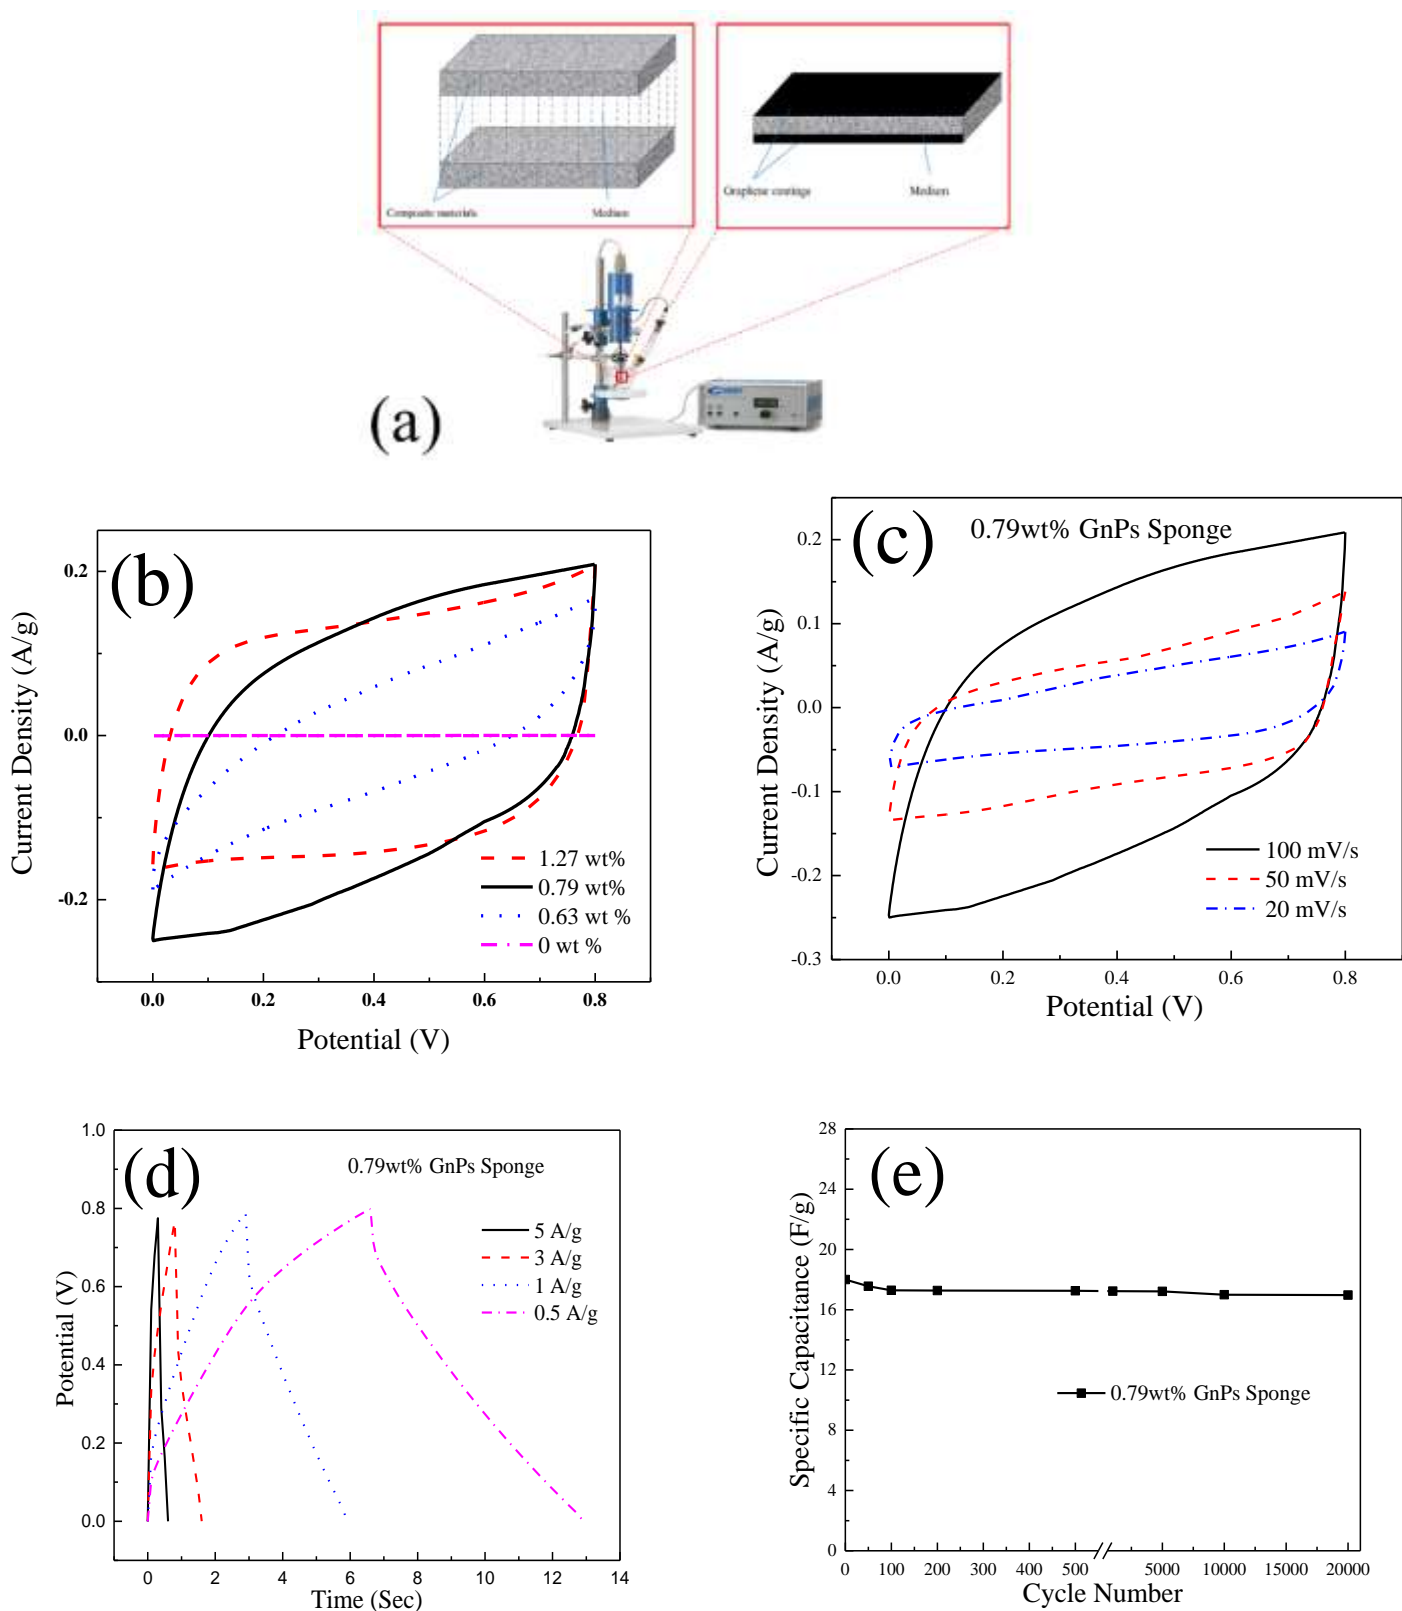 Composite materials
Medium
Graphene coatings
Medium
(a)
(b)
Current Density (A/g)
0.2
0.0
-0.2
1.27 wt%
0.79 wt%
0.63 wt %
0 wt %
0.0 0.2 0.4 0.6 0.8
Potential (V)
(c)
0.79wt% GnPs Sponge
Current Density (A/g)
0.2
0.1
0.0
-0.1
-0.2
-0.3
100 mV/s
50 mV/s
20 mV/s
0.0 0.2 0.4 0.6 0.8
Potential (V)
(d)
0.79wt% GnPs Sponge
Potential (V)
1.0
0.8
0.6
0.4
0.2
0.0
5 A/g
3 A/g
1 A/g
0.5 A/g
0 2 4 6 8 10 12 14
Time (Sec)
(e)
Specific Capacitance (F/g)
28
24
20
16
12
8
4
0
0.79wt% GnPs Sponge
0 100 200 300 400 500 5000 10000 15000 20000
Cycle Number